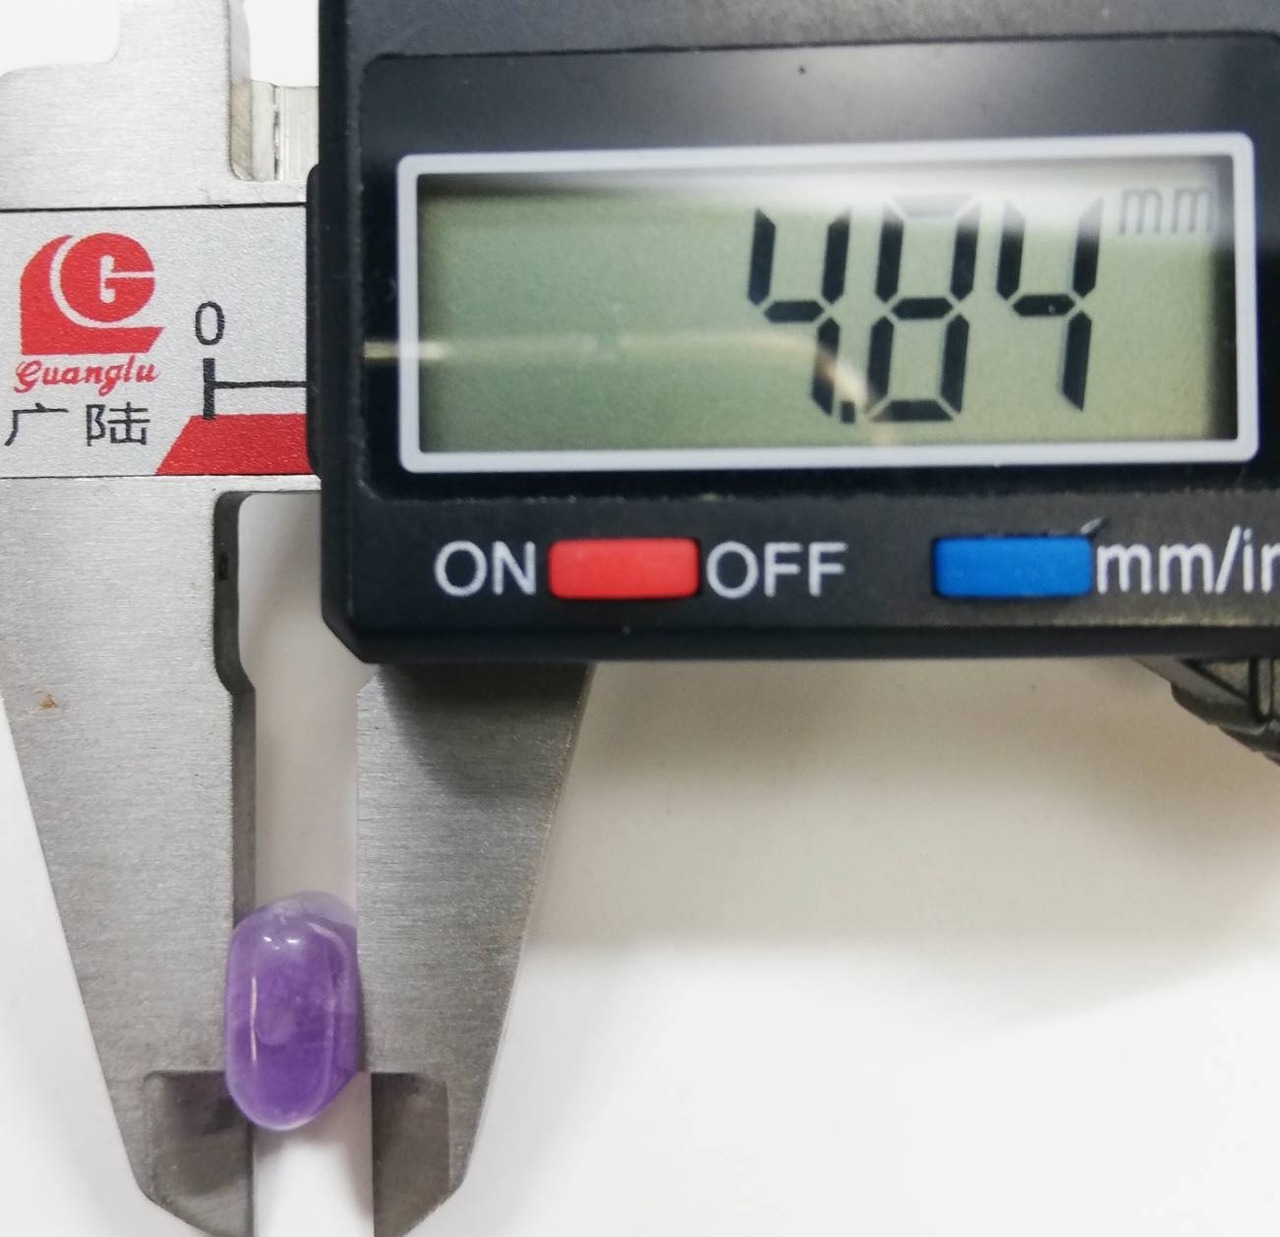 4.84 mm
G
Guanglu
广陆
0
ON OFF mm/in